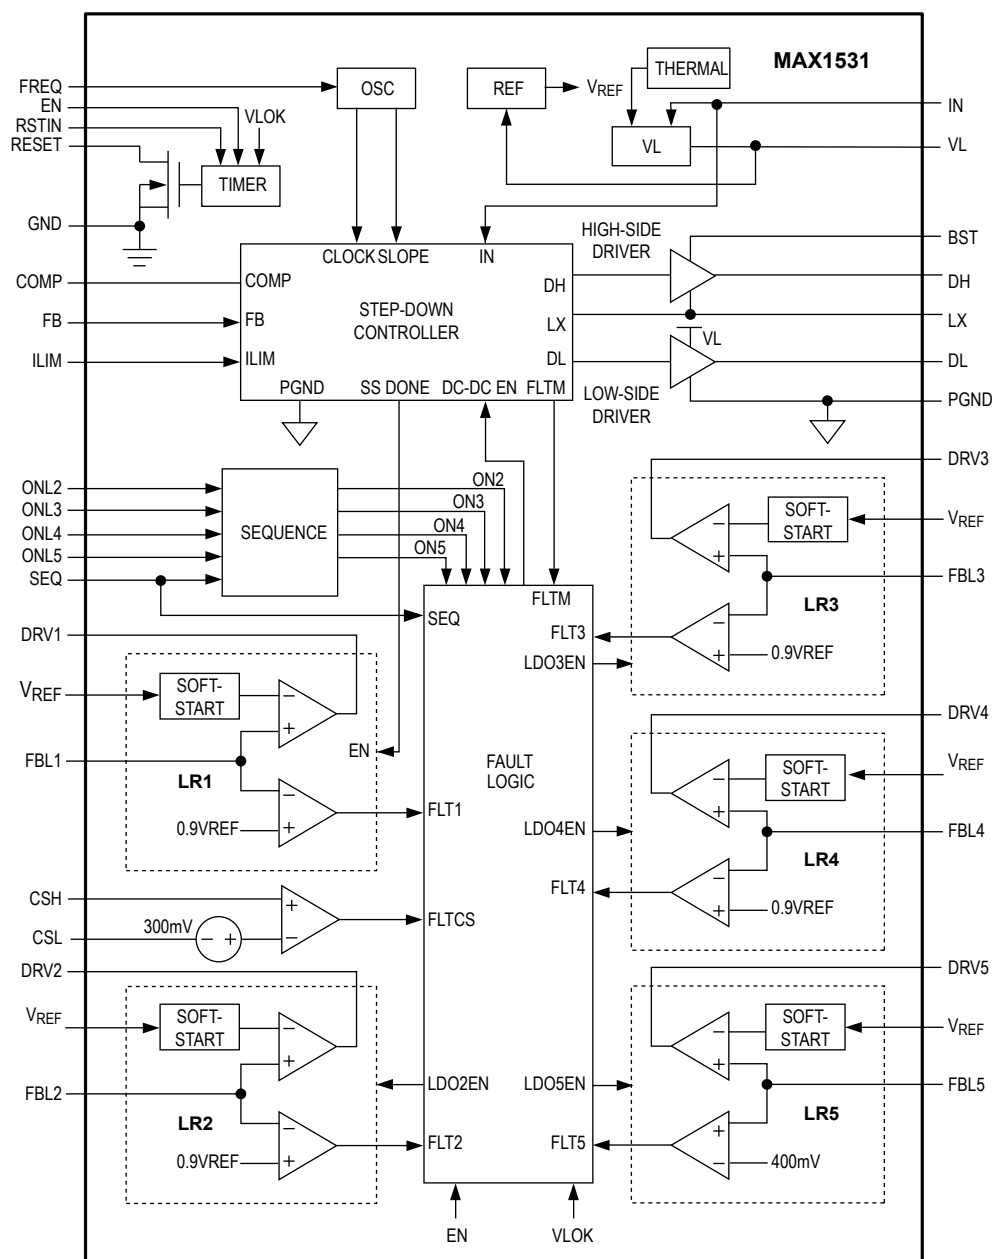 MAX1531
FREQ
EN
RSTIN
RESET
GND
COMP
FB
ILIM
VLOK
TIMER
OSC
REF
VREF
THERMAL
VL
IN
VL
CLOCK SLOPE
IN
COMP
FB
ILIM
STEP-DOWN
CONTROLLER
DH
LX
DL
PGND
SS DONE
DC-DC EN
FLTM
HIGH-SIDE
DRIVER
VL
LOW-SIDE
DRIVER
BST
DH
LX
DL
PGND
ONL2
ONL3
ONL4
ONL5
SEQ
SEQUENCE
ON2
ON3
ON4
ON5
DRV1
VREF
FBL1
SOFT-
START
−
+
−
+
LR1
0.9VREF
EN
CSH
CSL
300mV
− +
+
−
DRV2
VREF
FBL2
SOFT-
START
−
+
−
+
LR2
0.9VREF
FLTM
SEQ
FLT3
LDO3EN
FAULT
LOGIC
FLT1
LDO4EN
FLT4
FLTCS
LDO2EN
LDO5EN
FLT2
FLT5
EN
VLOK
DRV3
SOFT-
START
VREF
−
+
FBL3
LR3
−
+
0.9VREF
DRV4
SOFT-
START
VREF
−
+
FBL4
LR4
−
+
0.9VREF
DRV5
SOFT-
START
VREF
−
+
FBL5
LR5
+
−
400mV